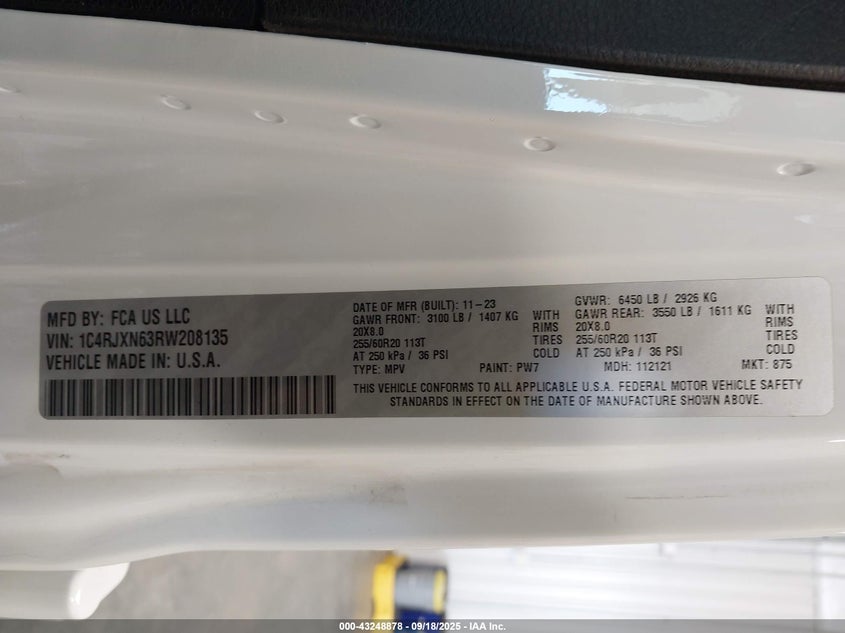 MFD BY: FCA US LLC
VIN: 1C4RJXN63RW208135
VEHICLE MADE IN: U.S.A.
DATE OF MFR (BUILT): 11-23
GAWR FRONT: 3100 LB / 1407 KG WITH
20X8.0 RIMS
255/60R20 113T TIRES
AT 250 kPa / 36 PSI COLD
TYPE: MPV PAINT: PW7
GVWR: 6450 LB / 2926 KG
GAWR REAR: 3550 LB / 1611 KG WITH
20X8.0 RIMS
255/60R20 113T TIRES
AT 250 kPa / 36 PSI COLD
MDH: 112121 MKT: 875
THIS VEHICLE CONFORMS TO ALL APPLICABLE U.S.A. FEDERAL MOTOR VEHICLE SAFETY
STANDARDS IN EFFECT ON THE DATE OF MANUFACTURE SHOWN ABOVE.
000-43248878 - 09/18/2025 - IAA Inc.